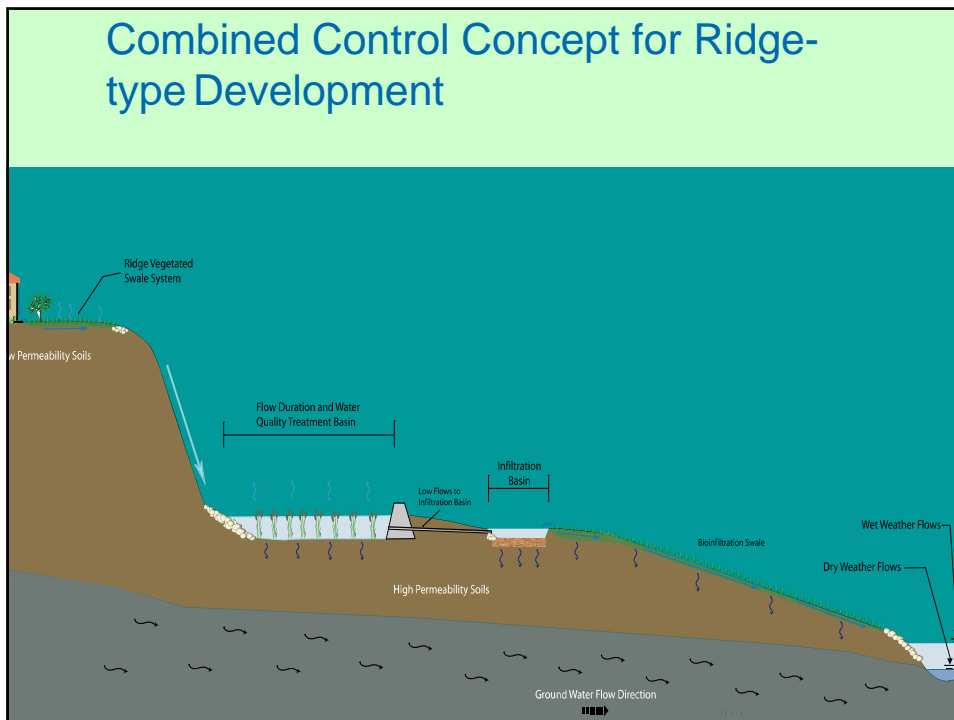 Combined Control Concept for Ridge-
type Development
Ridge Vegetated
Swale System
w Permeability Soils
Flow Duration and Water
Quality Treatment Basin
Infiltration
Basin
Low Flows to
Infiltration Basin
Wet Weather Flows
Bioinfiltration Swale
Dry Weather Flows
High Permeability Soils
Ground Water Flow Direction